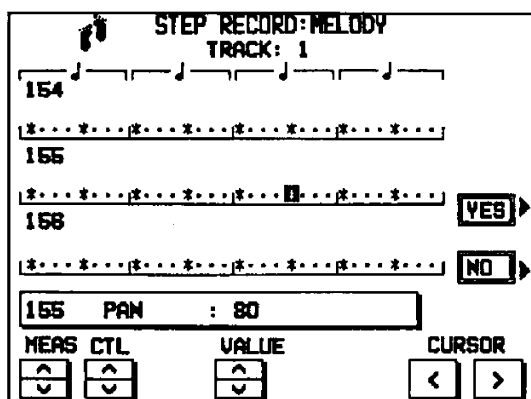 STEP RECORD:MELODY
TRACK: 1
154
155
156
YES
NO
155 PAN : 80
MEAS CTL VALUE CURSOR
< >